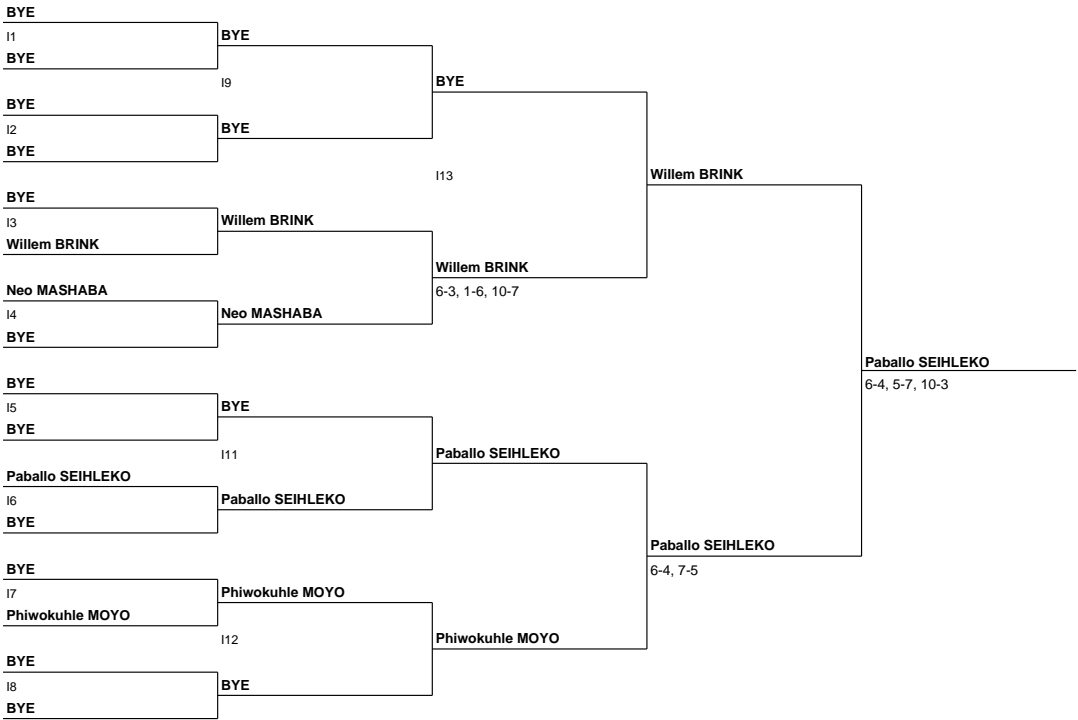 BYE
I1
BYE
BYE
I9
BYE
I2
BYE
BYE
BYE
I13
BYE
I3
Willem BRINK
Willem BRINK
Neo MASHABA
I4
BYE
Neo MASHABA
Willem BRINK
6-3, 1-6, 10-7
Willem BRINK
BYE
I5
BYE
BYE
I11
Paballo SEIHLEKO
I6
BYE
Paballo SEIHLEKO
Paballo SEIHLEKO
BYE
I7
Phiwokuhle MOYO
Phiwokuhle MOYO
I12
BYE
I8
BYE
BYE
Phiwokuhle MOYO
Paballo SEIHLEKO
6-4, 7-5
Paballo SEIHLEKO
6-4, 5-7, 10-3